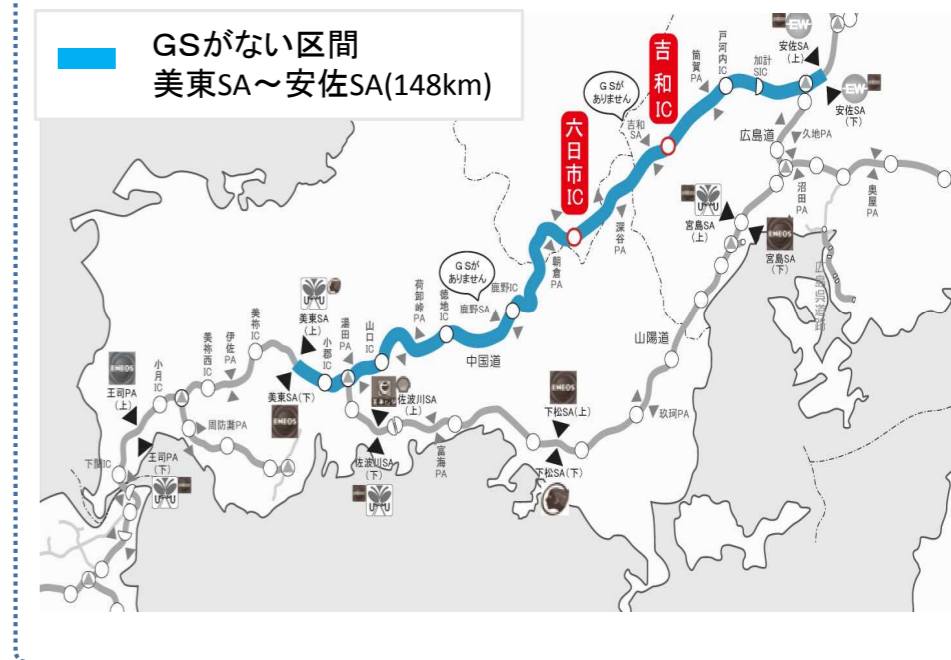 GSがない区間
美東SA～安佐SA(148km)
吉和IC
六日市IC
戸河内IC
加計SIC
筒賀PA
安佐SA(上)
EW
EW
安佐SA(下)
GSがありません
吉和SA
広島道
久地PA
沼田PA
奥屋PA
深谷PA
宮島SA(上)
ENEOS
宮島SA(下)
広島呉道路
朝倉PA
GSがありません
鹿野IC
鹿野SA
徳地IC
荷卸峠PA
中国道
山陽道
美東SA(上)
湯田PA
山口IC
小郡IC
美祢IC
伊佐PA
美祢西IC
美東SA(下)
ENEOS
佐波川SA(上)
ENEOS
王司PA(上)
小月IC
周防灘PA
下関IC
王司PA(下)
佐波川SA(下)
富海PA
ENEOS
下松SA(上)
下松SA(下)
玖珂PA